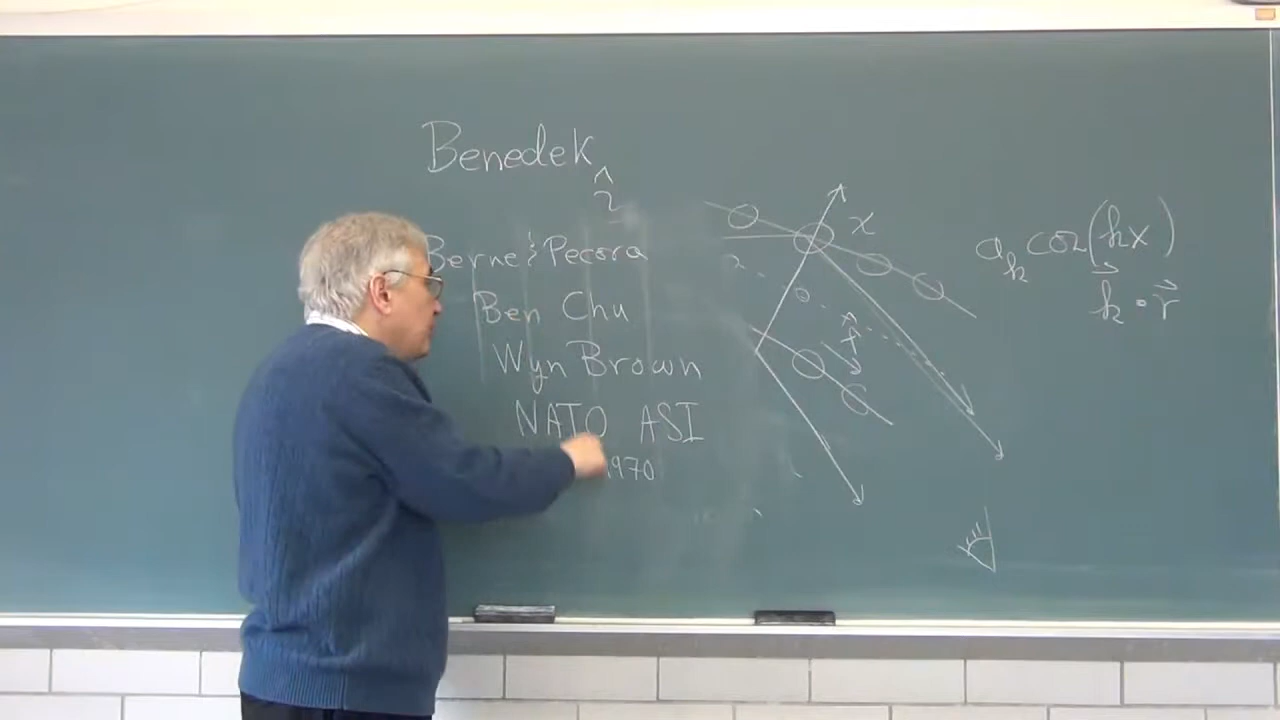 Benedek
Berne & Pecora
Ben Chu
Wyn Brown
NATO ASI
1970
x
a_k cos(kx)
k⃗ · r⃗